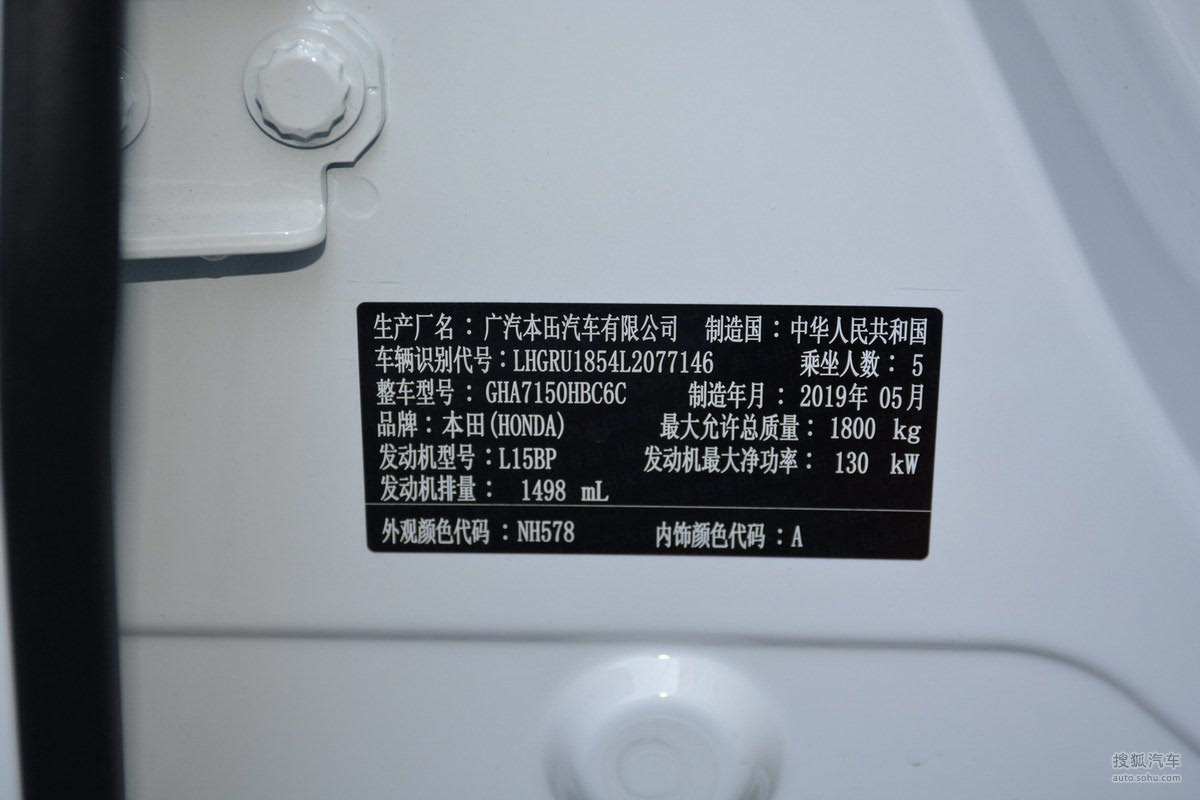 生产厂名：广汽本田汽车有限公司 制造国：中华人民共和国
车辆识别代号：LHGRU1854L2077146 乘坐人数：5
整车型号：GHA7150HBC6C 制造年月：2019年 05月
品牌：本田(HONDA) 最大允许总质量：1800 kg
发动机型号：L15BP 发动机最大净功率：130 kW
发动机排量：1498 mL
外观颜色代码：NH578 内饰颜色代码：A
搜狐汽车
auto.sohu.com